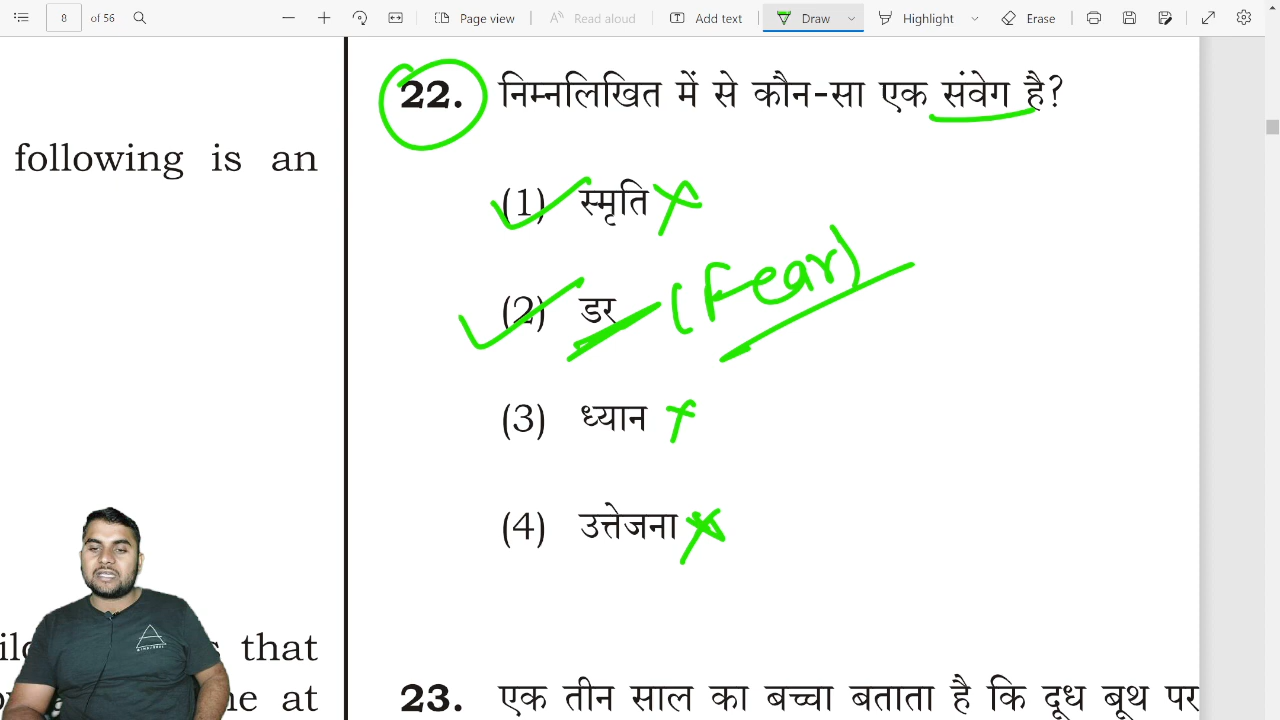 8 of 56 Page view Read aloud Add text Draw Highlight Erase
22. निम्नलिखित में से कौन-सा एक संवेग है?
following is an
(1) स्मृति
(2) डर (Fear)
(3) ध्यान
(4) उत्तेजना
that
23. एक तीन साल का बच्चा बताता है कि दूध बूथ पर
at